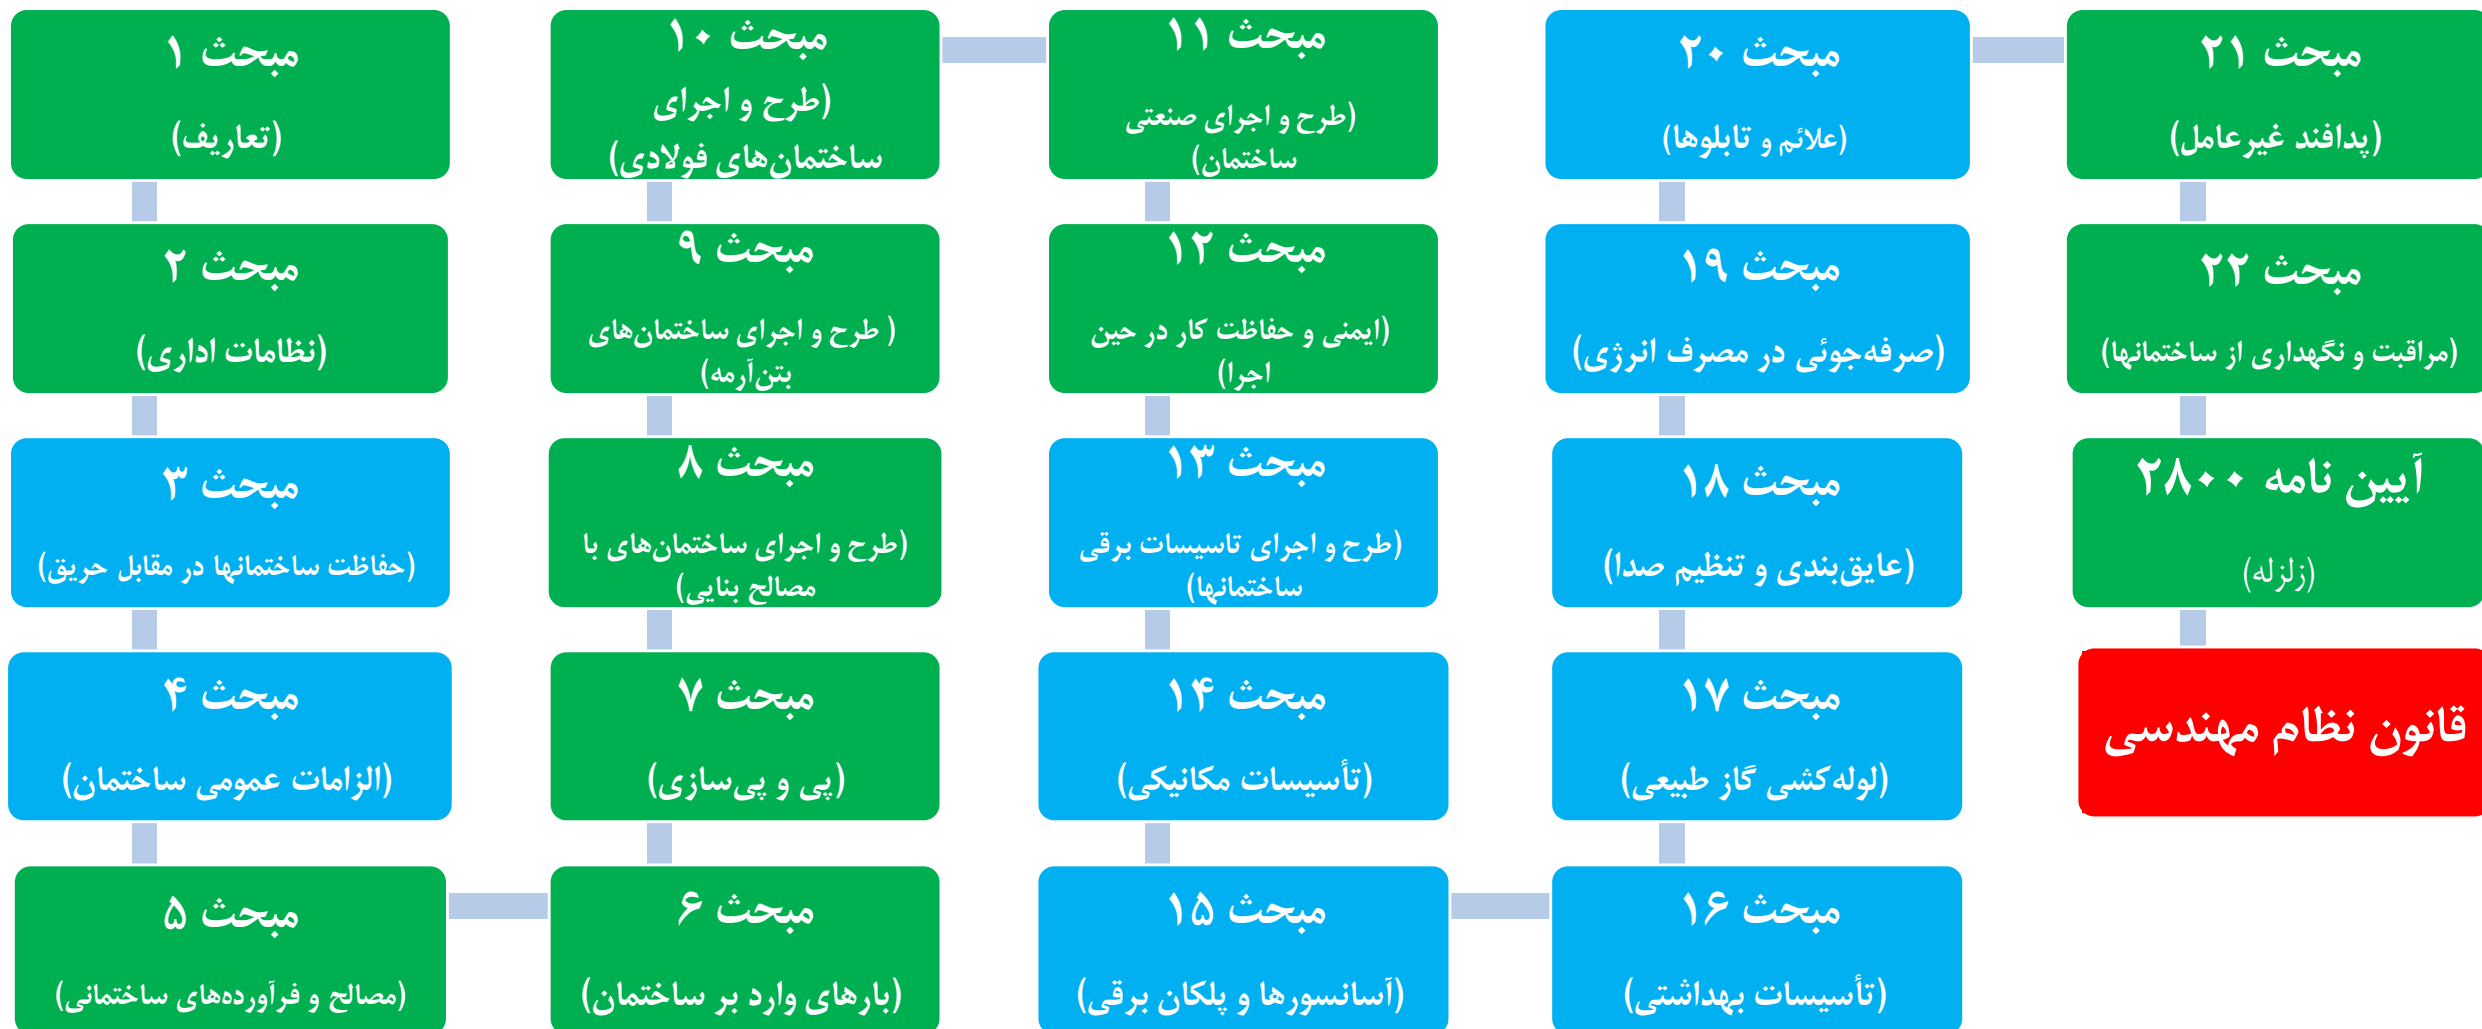 مبحث ۱
(تعاریف)
مبحث ۲
(نظامات اداری)
مبحث ۳
(حفاظت ساختمانها در مقابل حریق)
مبحث ۴
(الزامات عمومی ساختمان)
مبحث ۵
(مصالح و فرآورده‌های ساختمانی)
مبحث ۶
(بارهای وارد بر ساختمان)
مبحث ۷
(پی و پی‌سازی)
مبحث ۸
(طرح و اجرای ساختمان‌های با
مصالح بنایی)
مبحث ۹
( طرح و اجرای ساختمان‌های
بتن‌آرمه)
مبحث ۱۰
(طرح و اجرای
ساختمان‌های فولادی)
مبحث ۱۱
(طرح و اجرای صنعتی
ساختمان)
مبحث ۱۲
(ایمنی و حفاظت کار در حین
اجرا)
مبحث ۱۳
(طرح و اجرای تاسیسات برقی
ساختمانها)
مبحث ۱۴
(تأسیسات مکانیکی)
مبحث ۱۵
(آسانسورها و پلکان برقی)
مبحث ۱۶
(تأسیسات بهداشتی)
مبحث ۱۷
(لوله‌کشی گاز طبیعی)
مبحث ۱۸
(عایق‌بندی و تنظیم صدا)
مبحث ۱۹
(صرفه‌جوئی در مصرف انرژی)
مبحث ۲۰
(علائم و تابلوها)
مبحث ۲۱
(پدافند غیرعامل)
مبحث ۲۲
(مراقبت و نگهداری از ساختمانها)
آیین نامه ۲۸۰۰
(زلزله)
قانون نظام مهندسی